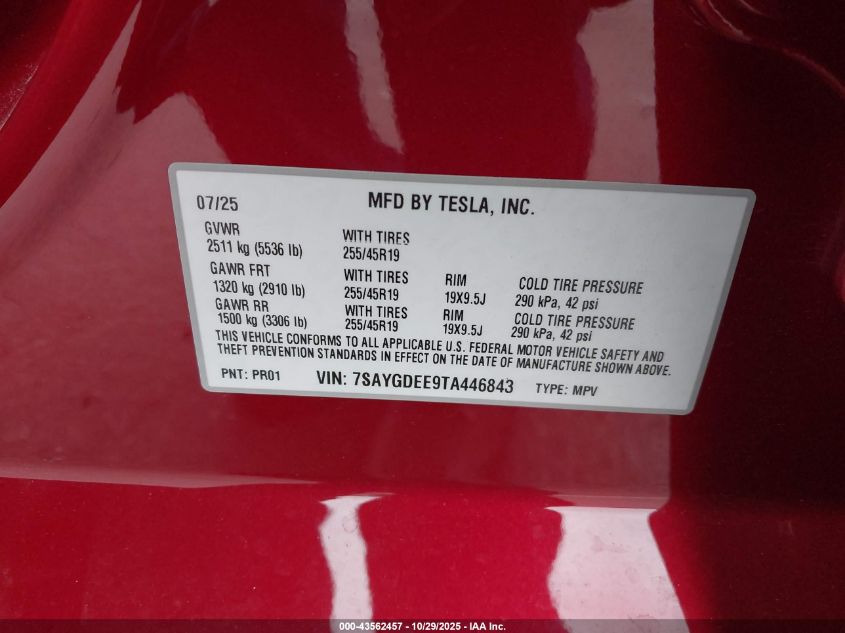 07/25 MFD BY TESLA, INC.
GVWR
2511 kg (5536 lb) WITH TIRES 255/45R19
GAWR FRT
1320 kg (2910 lb) WITH TIRES 255/45R19 RIM 19X9.5J COLD TIRE PRESSURE 290 kPa, 42 psi
GAWR RR
1500 kg (3306 lb) WITH TIRES 255/45R19 RIM 19X9.5J COLD TIRE PRESSURE 290 kPa, 42 psi
THIS VEHICLE CONFORMS TO ALL APPLICABLE U.S. FEDERAL MOTOR VEHICLE SAFETY AND
THEFT PREVENTION STANDARDS IN EFFECT ON THE DATE OF MANUFACTURE SHOWN ABOVE.
PNT: PR01 VIN: 7SAYGDEE9TA446843 TYPE: MPV
000-43562457 - 10/29/2025 - IAA Inc.